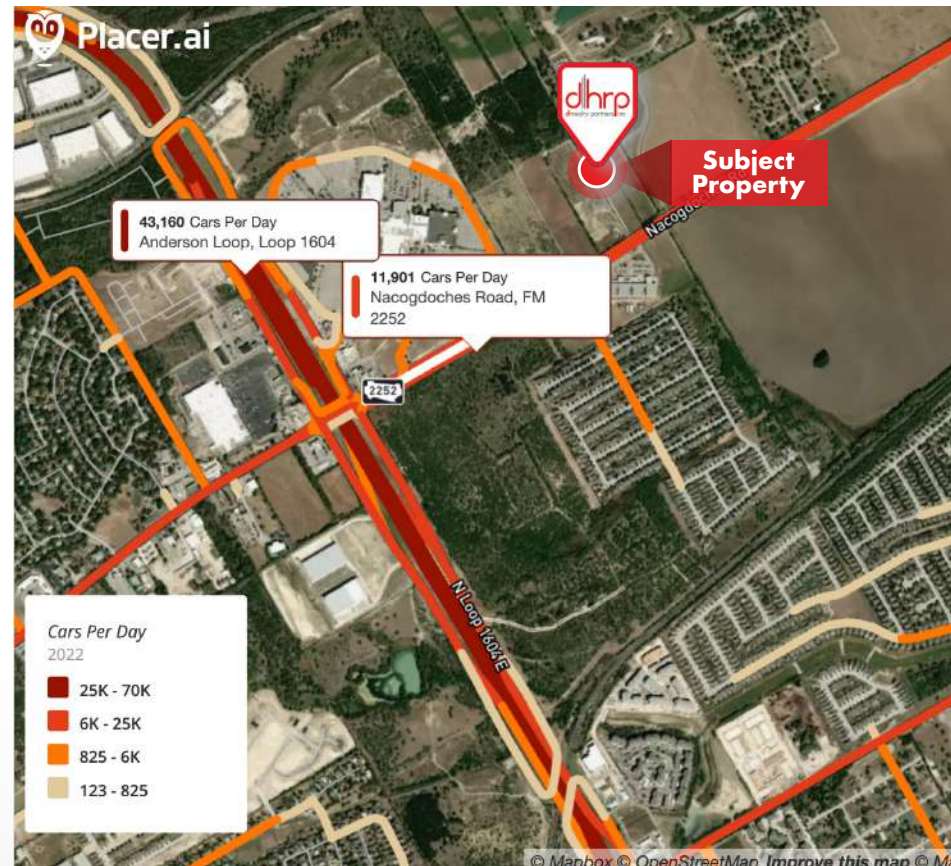 Placer.ai
dhrp
Subject
Property
Nacogdoches
43,160 Cars Per Day
Anderson Loop, Loop 1604
11,901 Cars Per Day
Nacogdoches Road, FM
2252
2252
N Loop 1604 E
Cars Per Day
2022
25K - 70K
6K - 25K
825 - 6K
123 - 825
© Mapbox © OpenStreetMap Improve this map ©